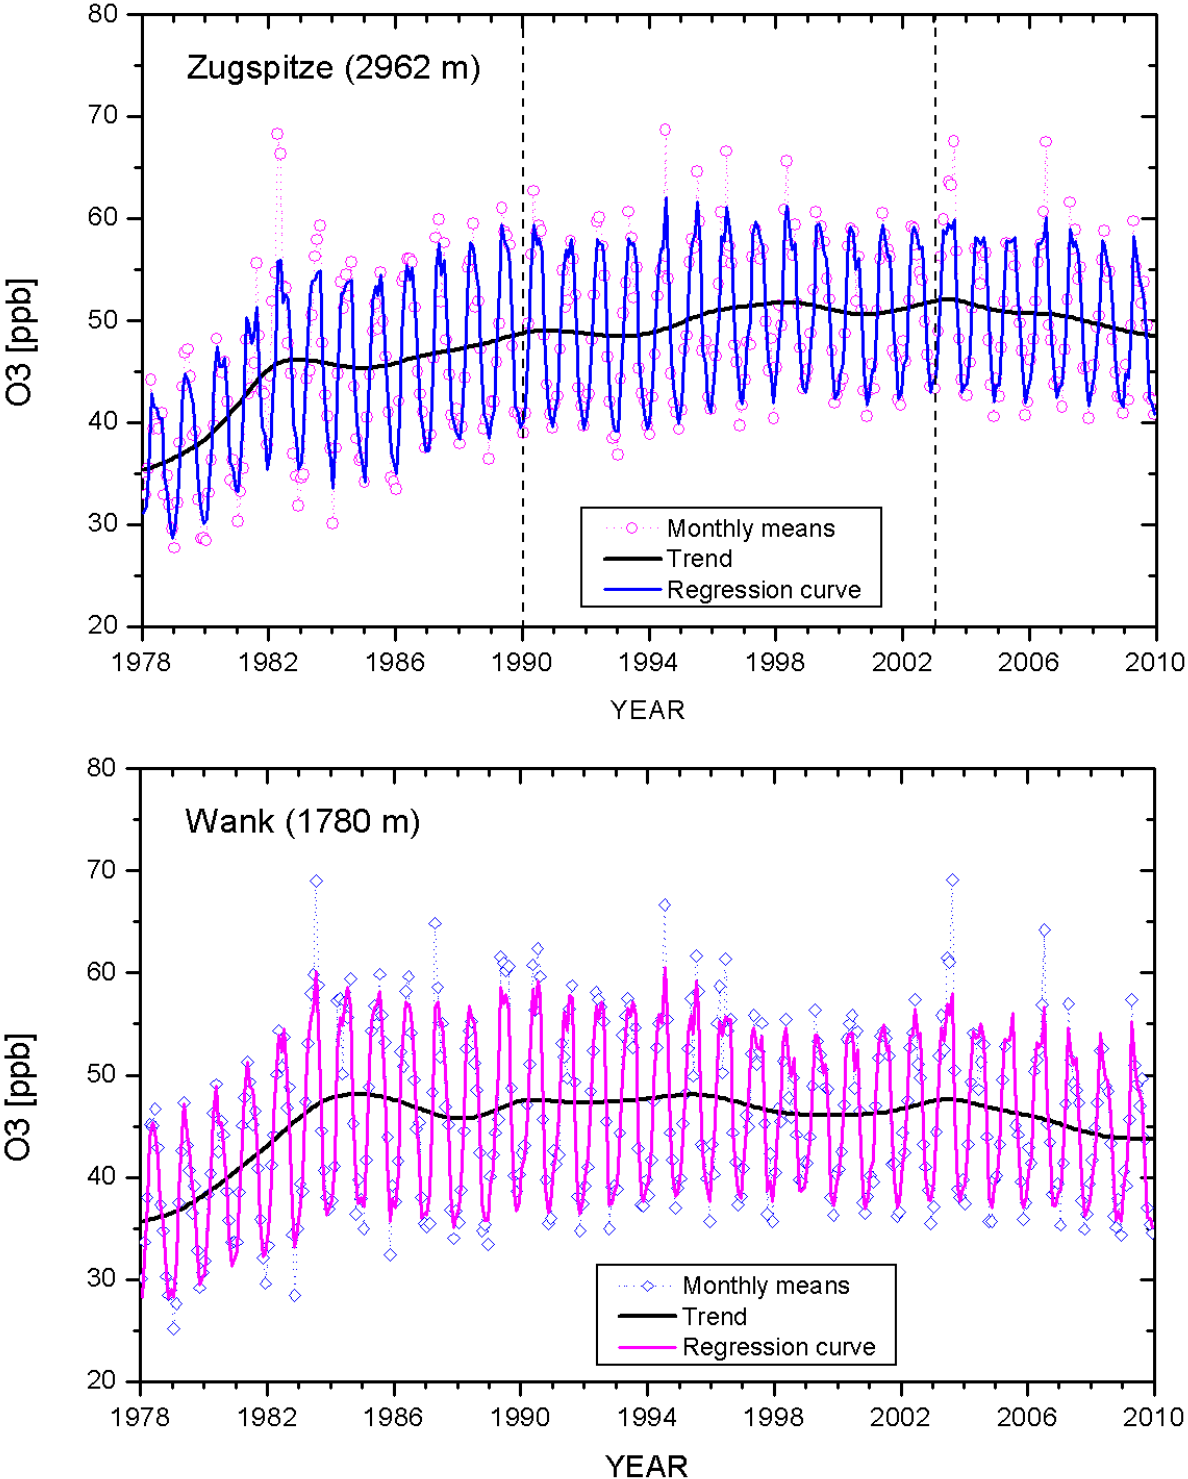 80
Zugspitze (2962 m)
70
60
50
40
30
20
O3 [ppb]
Monthly means
Trend
Regression curve
1978 1982 1986 1990 1994 1998 2002 2006 2010
YEAR
80
Wank (1780 m)
70
60
50
40
30
20
O3 [ppb]
Monthly means
Trend
Regression curve
1978 1982 1986 1990 1994 1998 2002 2006 2010
YEAR